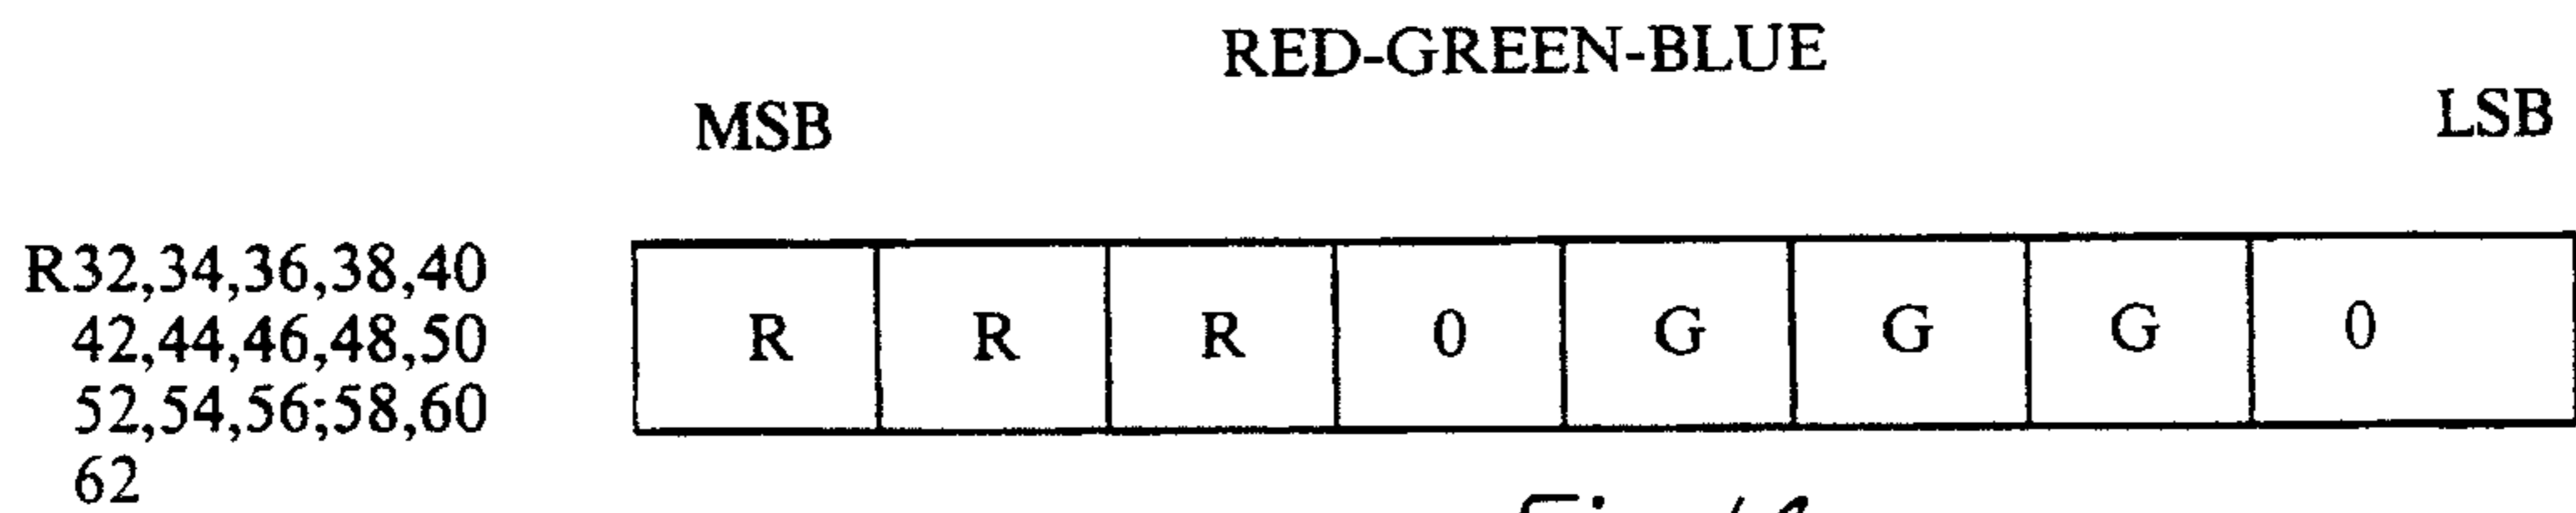 RED-GREEN-BLUE
MSB LSB
R32,34,36,38,40
42,44,46,48,50
52,54,56;58,60
62
R R R 0 G G G 0